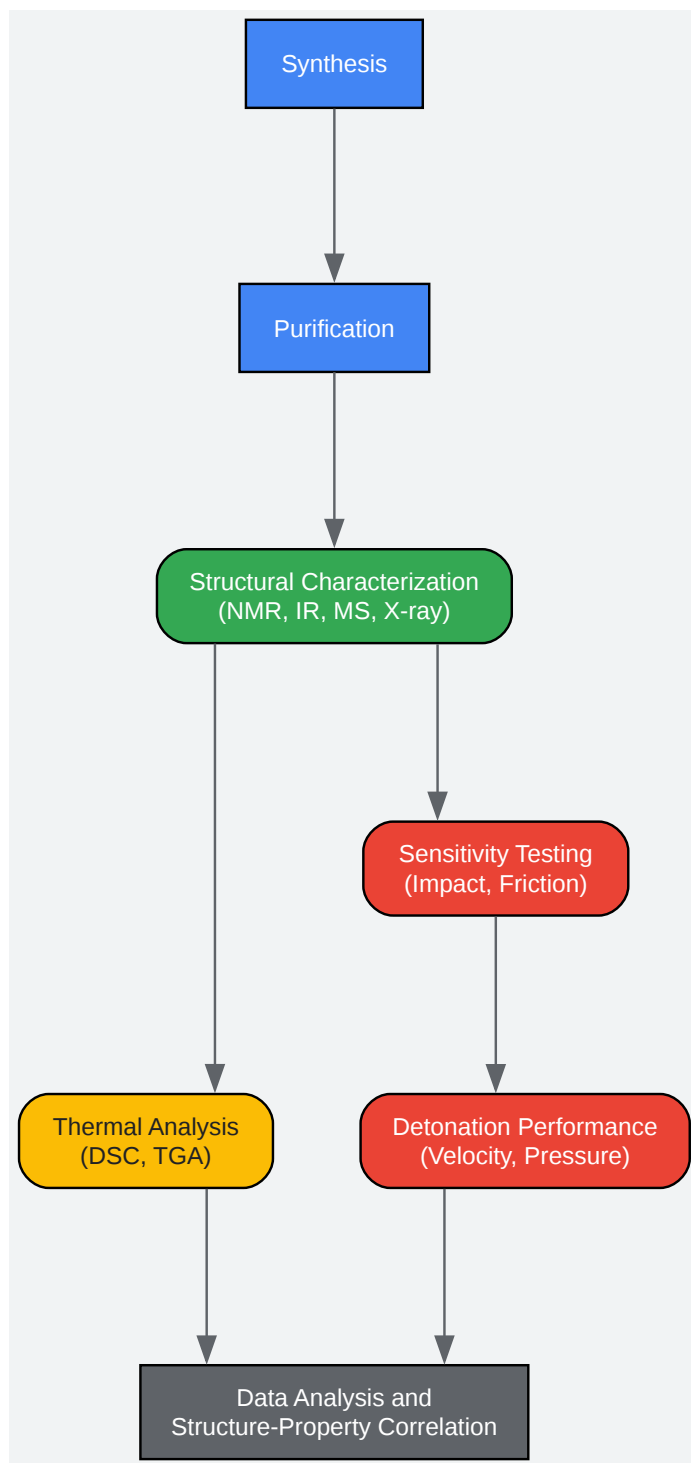 Synthesis
Purification
Structural Characterization
(NMR, IR, MS, X-ray)
Sensitivity Testing
(Impact, Friction)
Thermal Analysis
(DSC, TGA)
Detonation Performance
(Velocity, Pressure)
Data Analysis and
Structure-Property Correlation